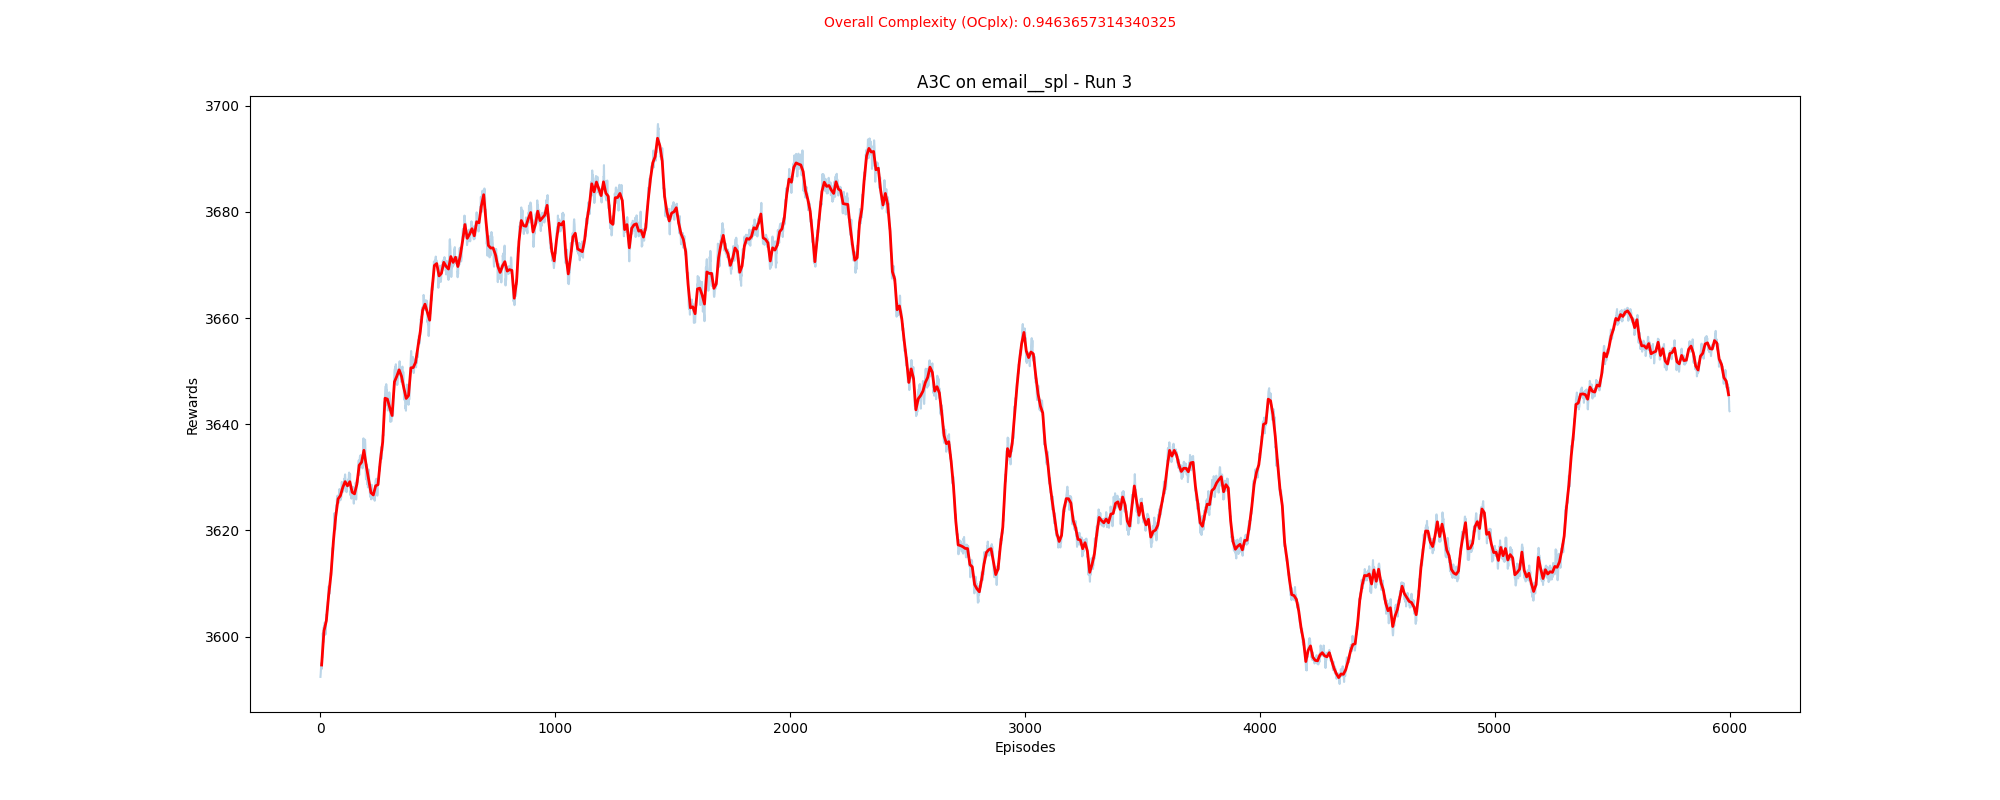 Overall Complexity (OCplx): 0.9463657314340325
A3C on email__spl - Run 3
3700
3680
3660
3640
3620
3600
Rewards
0 1000 2000 3000 4000 5000 6000
Episodes